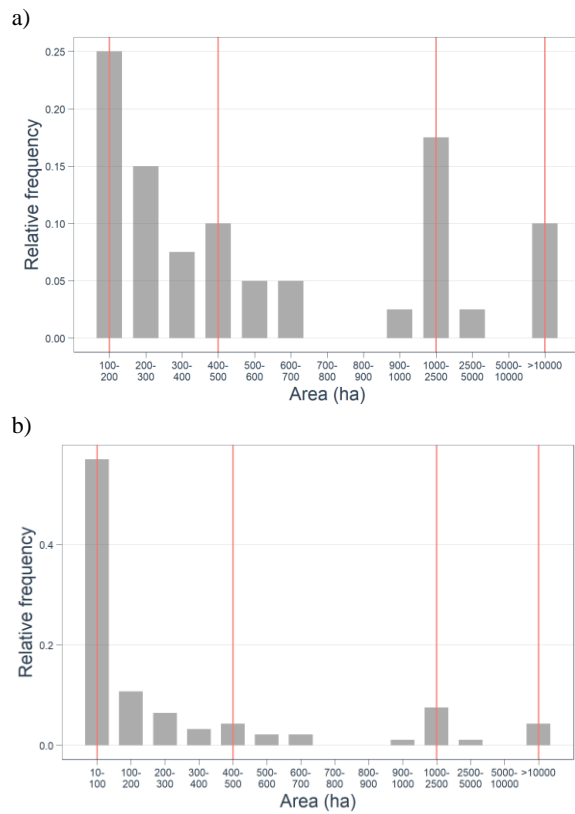 a)
0.25
0.20
0.15
0.10
0.05
0.00
Relative frequency
100- 200- 300- 400- 500- 600- 700- 800- 900- 1000- 2500- 5000- >10000
200 300 400 500 600 700 800 900 1000 2500 5000 10000
Area (ha)
b)
0.4
0.2
0.0
Relative frequency
10- 100- 200- 300- 400- 500- 600- 700- 800- 900- 1000- 2500- 5000- >10000
100 200 300 400 500 600 700 800 900 1000 2500 5000 10000
Area (ha)